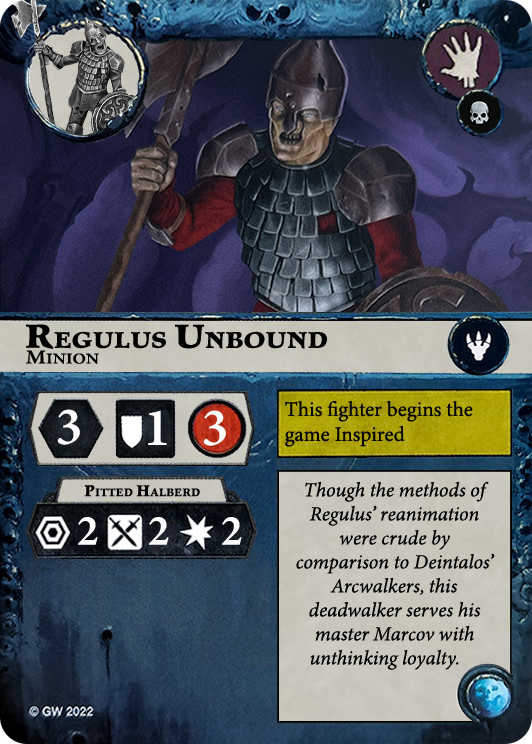 Regulus Unbound
Minion
3 1 3
Pitted Halberd
2 2 2
This fighter begins the
game Inspired
Though the methods of
Regulus’ reanimation
were crude by
comparison to Deintalos’
Arcwalkers, this
deadwalker serves his
master Marcov with
unthinking loyalty.
© GW 2022